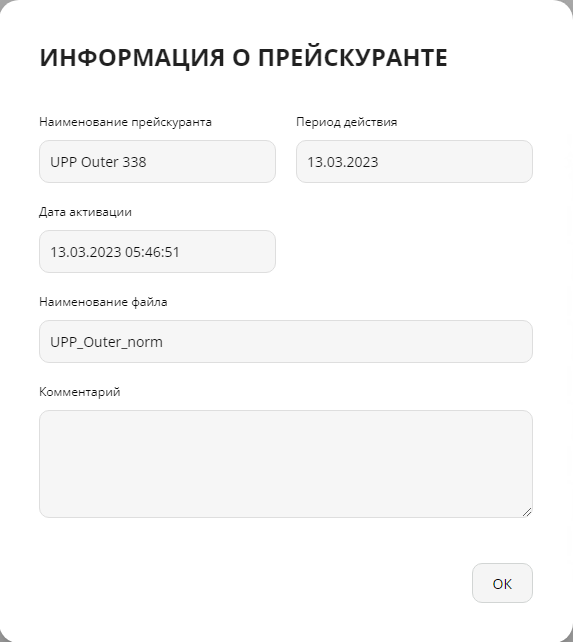 ИНФОРМАЦИЯ О ПРЕЙСКУРАНТЕ
Наименование прейскуранта
Период действия
UPP Outer 338
13.03.2023
Дата активации
13.03.2023 05:46:51
Наименование файла
UPP_Outer_norm
Комментарий
ОК